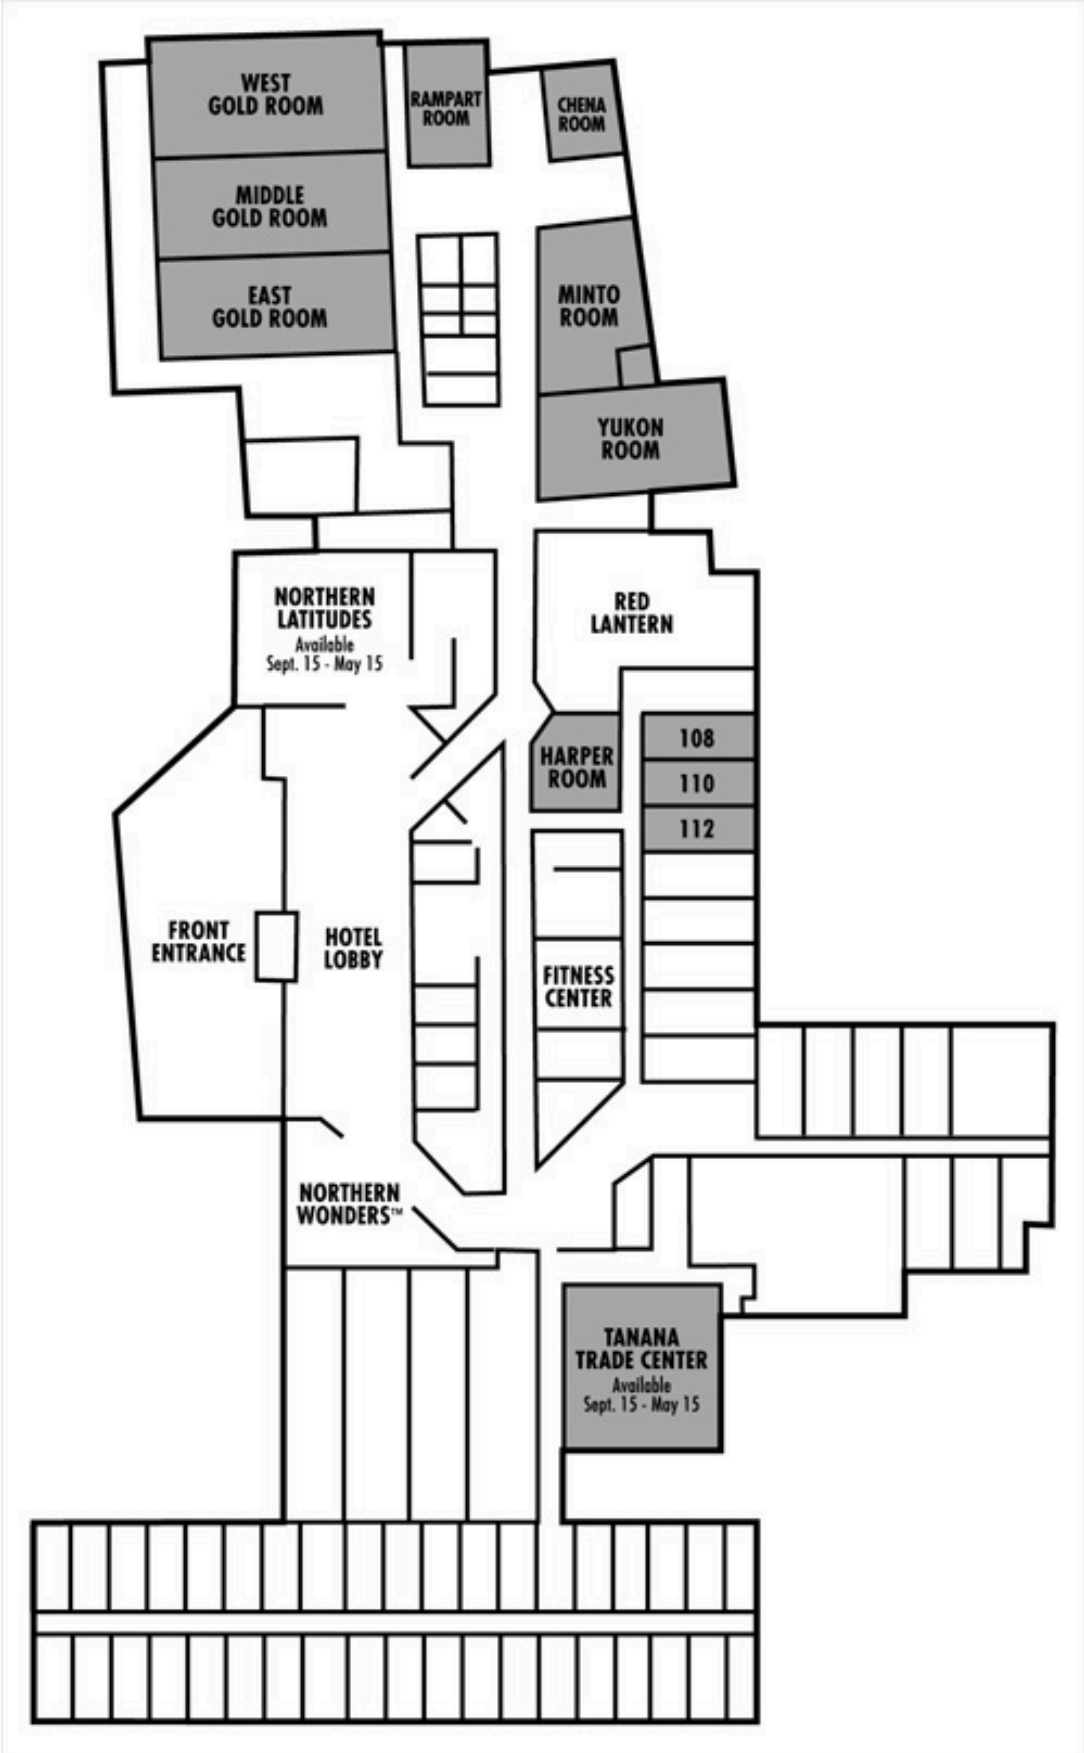 WEST
GOLD ROOM
RAMPART
ROOM
CHENA
ROOM
MIDDLE
GOLD ROOM
EAST
GOLD ROOM
MINTO
ROOM
YUKON
ROOM
NORTHERN
LATITUDES
Available
Sept. 15 - May 15
RED
LANTERN
HARPER
ROOM
108
110
112
FRONT
ENTRANCE
HOTEL
LOBBY
FITNESS
CENTER
NORTHERN
WONDERS™
TANANA
TRADE CENTER
Available
Sept. 15 - May 15